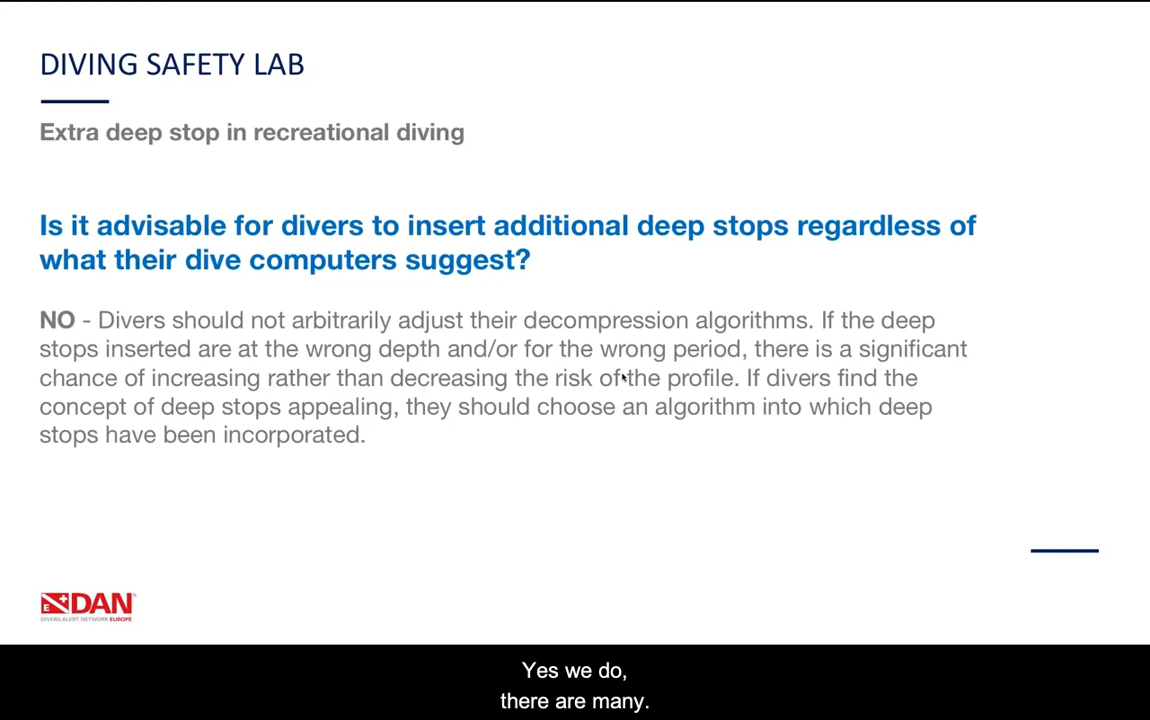 DIVING SAFETY LAB
Extra deep stop in recreational diving
Is it advisable for divers to insert additional deep stops regardless of
what their dive computers suggest?
NO - Divers should not arbitrarily adjust their decompression algorithms. If the deep
stops inserted are at the wrong depth and/or for the wrong period, there is a significant
chance of increasing rather than decreasing the risk of the profile. If divers find the
concept of deep stops appealing, they should choose an algorithm into which deep
stops have been incorporated.
E DAN
DIVERS ALERT NETWORK EUROPE
Yes we do,
there are many.